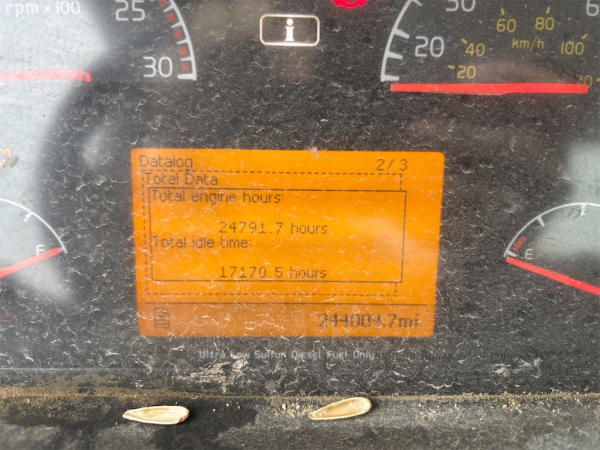 rpm x 100
25
30
i
20
50
20
40
60
80
100
km/h
Datalog 2/3
Total Data
Total engine hours:
24791.7 hours
Total idle time:
17170.5 hours
244004.7mi
Ultra Low Sulfur Diesel Fuel Only
F
E